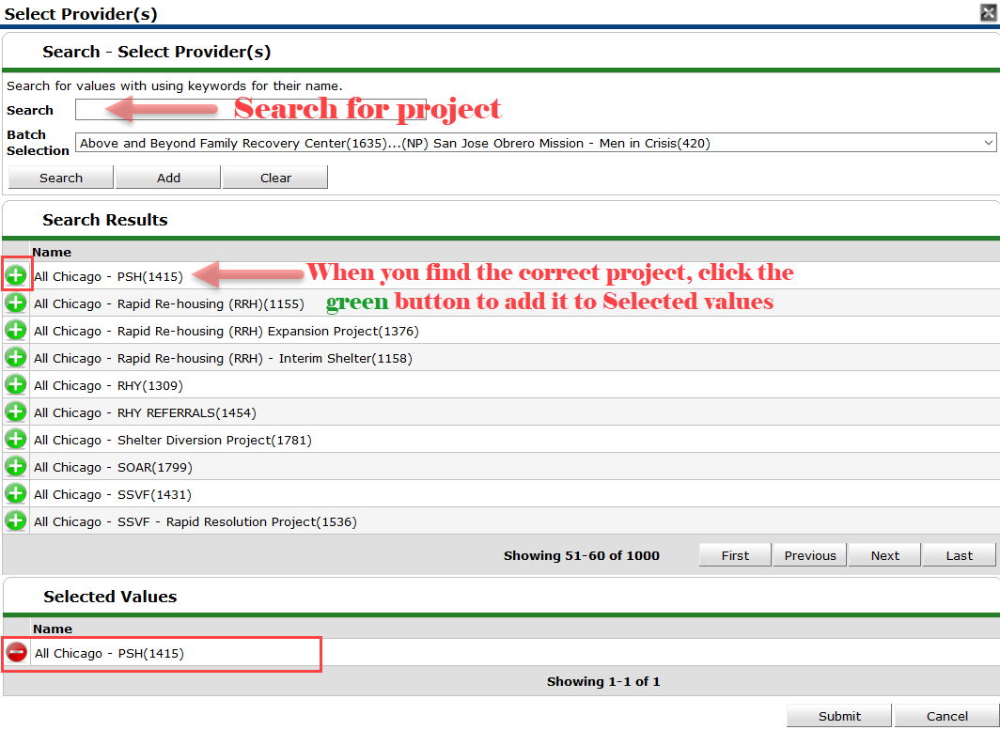 Select Provider(s)
Search - Select Provider(s)
Search for values with using keywords for their name.
Search
Search for project
Batch
Selection
Above and Beyond Family Recovery Center(1635)...(NP) San Jose Obrero Mission - Men in Crisis(420)
Search Add Clear
Search Results
Name
All Chicago - PSH(1415)
When you find the correct project, click the
green button to add it to Selected values
All Chicago - Rapid Re-housing (RRH)(1155)
All Chicago - Rapid Re-housing (RRH) Expansion Project(1376)
All Chicago - Rapid Re-housing (RRH) - Interim Shelter(1158)
All Chicago - RHY(1309)
All Chicago - RHY REFERRALS(1454)
All Chicago - Shelter Diversion Project(1781)
All Chicago - SOAR(1799)
All Chicago - SSVF(1431)
All Chicago - SSVF - Rapid Resolution Project(1536)
Showing 51-60 of 1000 First Previous Next Last
Selected Values
Name
All Chicago - PSH(1415)
Showing 1-1 of 1
Submit Cancel